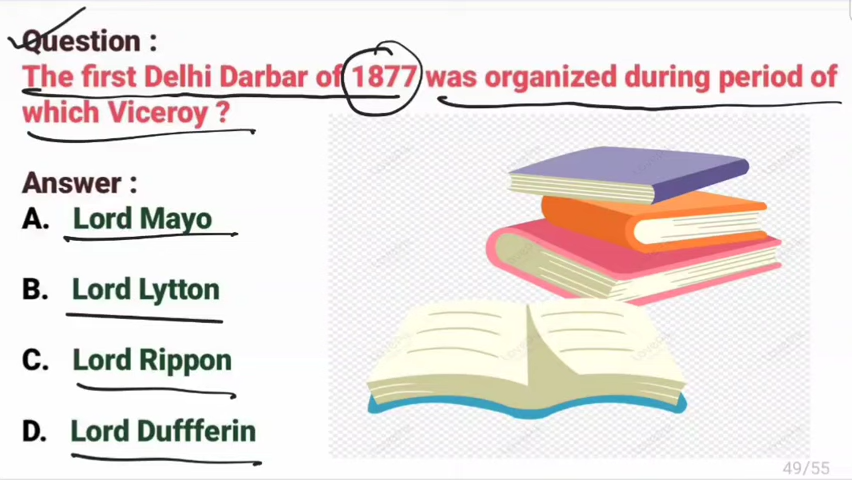 Question :
The first Delhi Darbar of 1877 was organized during period of
which Viceroy ?
Answer :
A. Lord Mayo
B. Lord Lytton
C. Lord Rippon
D. Lord Duffferin
49/55